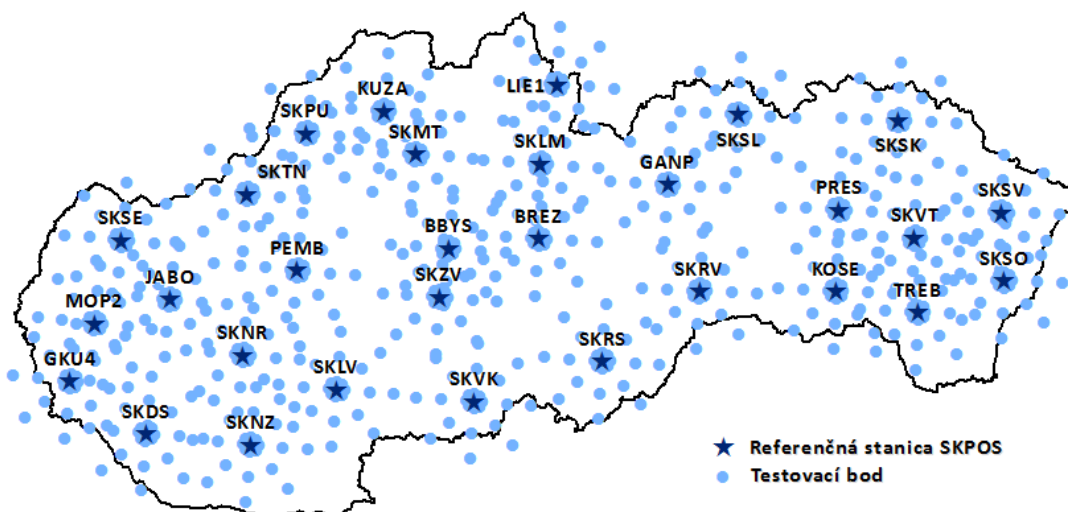 LIE1
KUZA
SKPU
SKMT
SKSL
SKSK
SKLM
GANP
SKTN
PRES
SKSV
SKSE
BBYS
BREZ
SKVT
PEMB
SKZV
JABO
SKRV
KOSE
SKSO
MOP2
TREB
SKNR
GKU4
SKLV
SKRS
SKVK
SKDS
SKNZ
Referenčná stanica SKPOS
Testovací bod